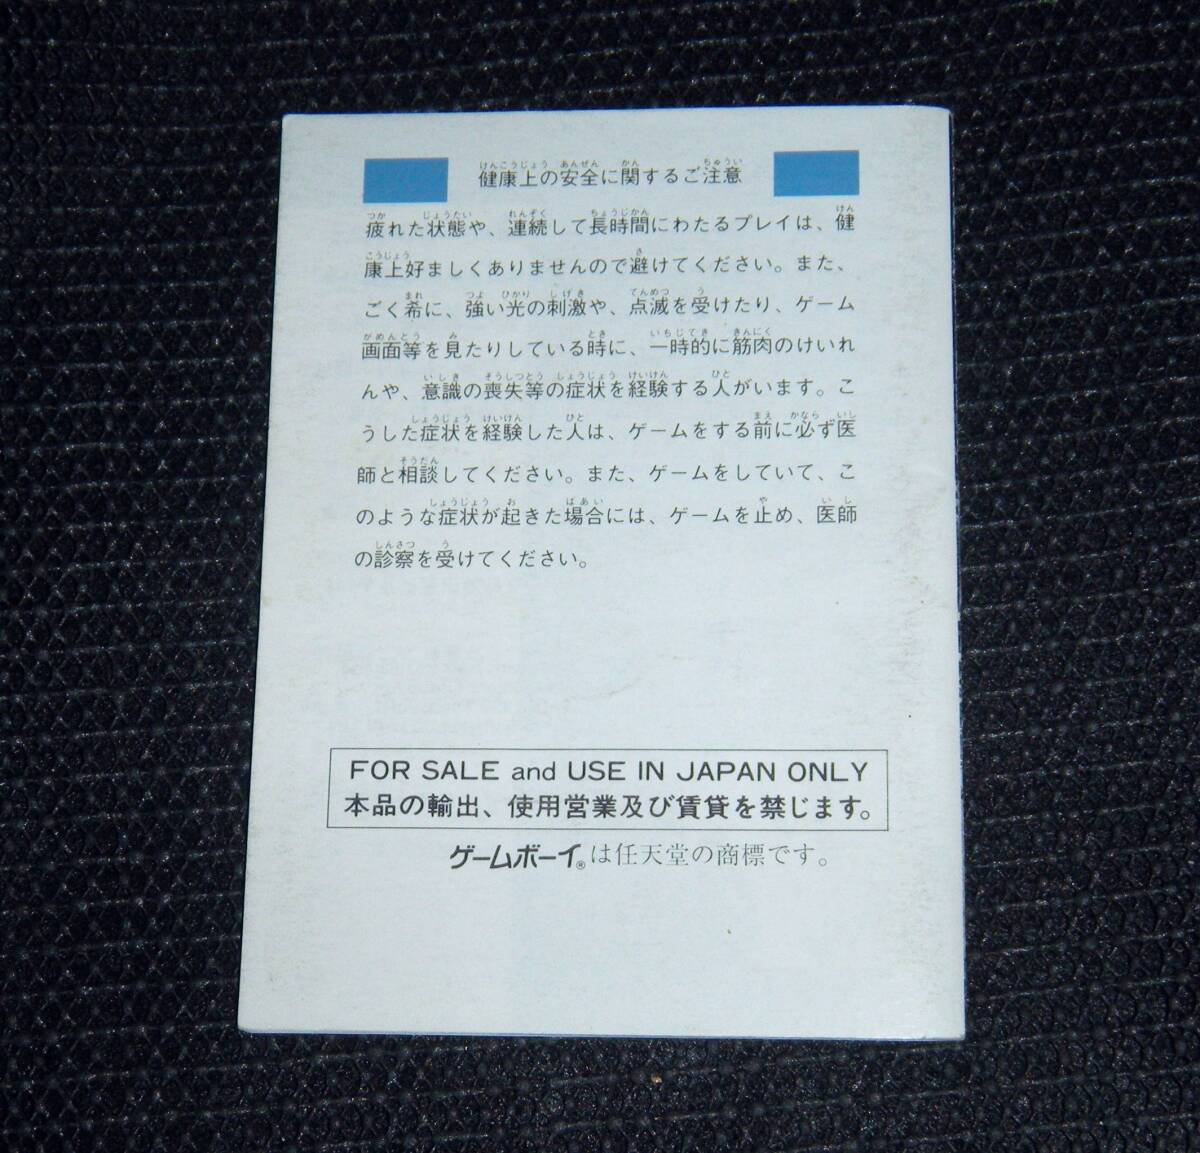 健康上の安全に関するご注意
疲れた状態や、連続して長時間にわたるプレイは、健
康上好ましくありませんので避けてください。また、
ごく希に、強い光の刺激や、点滅を受けたり、ゲーム
画面等を見たりしている時に、一時的に筋肉のけいれ
んや、意識の喪失等の症状を経験する人がいます。こ
うした症状を経験した人は、ゲームをする前に必ず医
師と相談してください。また、ゲームをしていて、こ
のような症状が起きた場合には、ゲームを止め、医師
の診察を受けてください。
FOR SALE and USE IN JAPAN ONLY
本品の輸出、使用営業及び賃貸を禁じます。
ゲームボーイ®は任天堂の商標です。